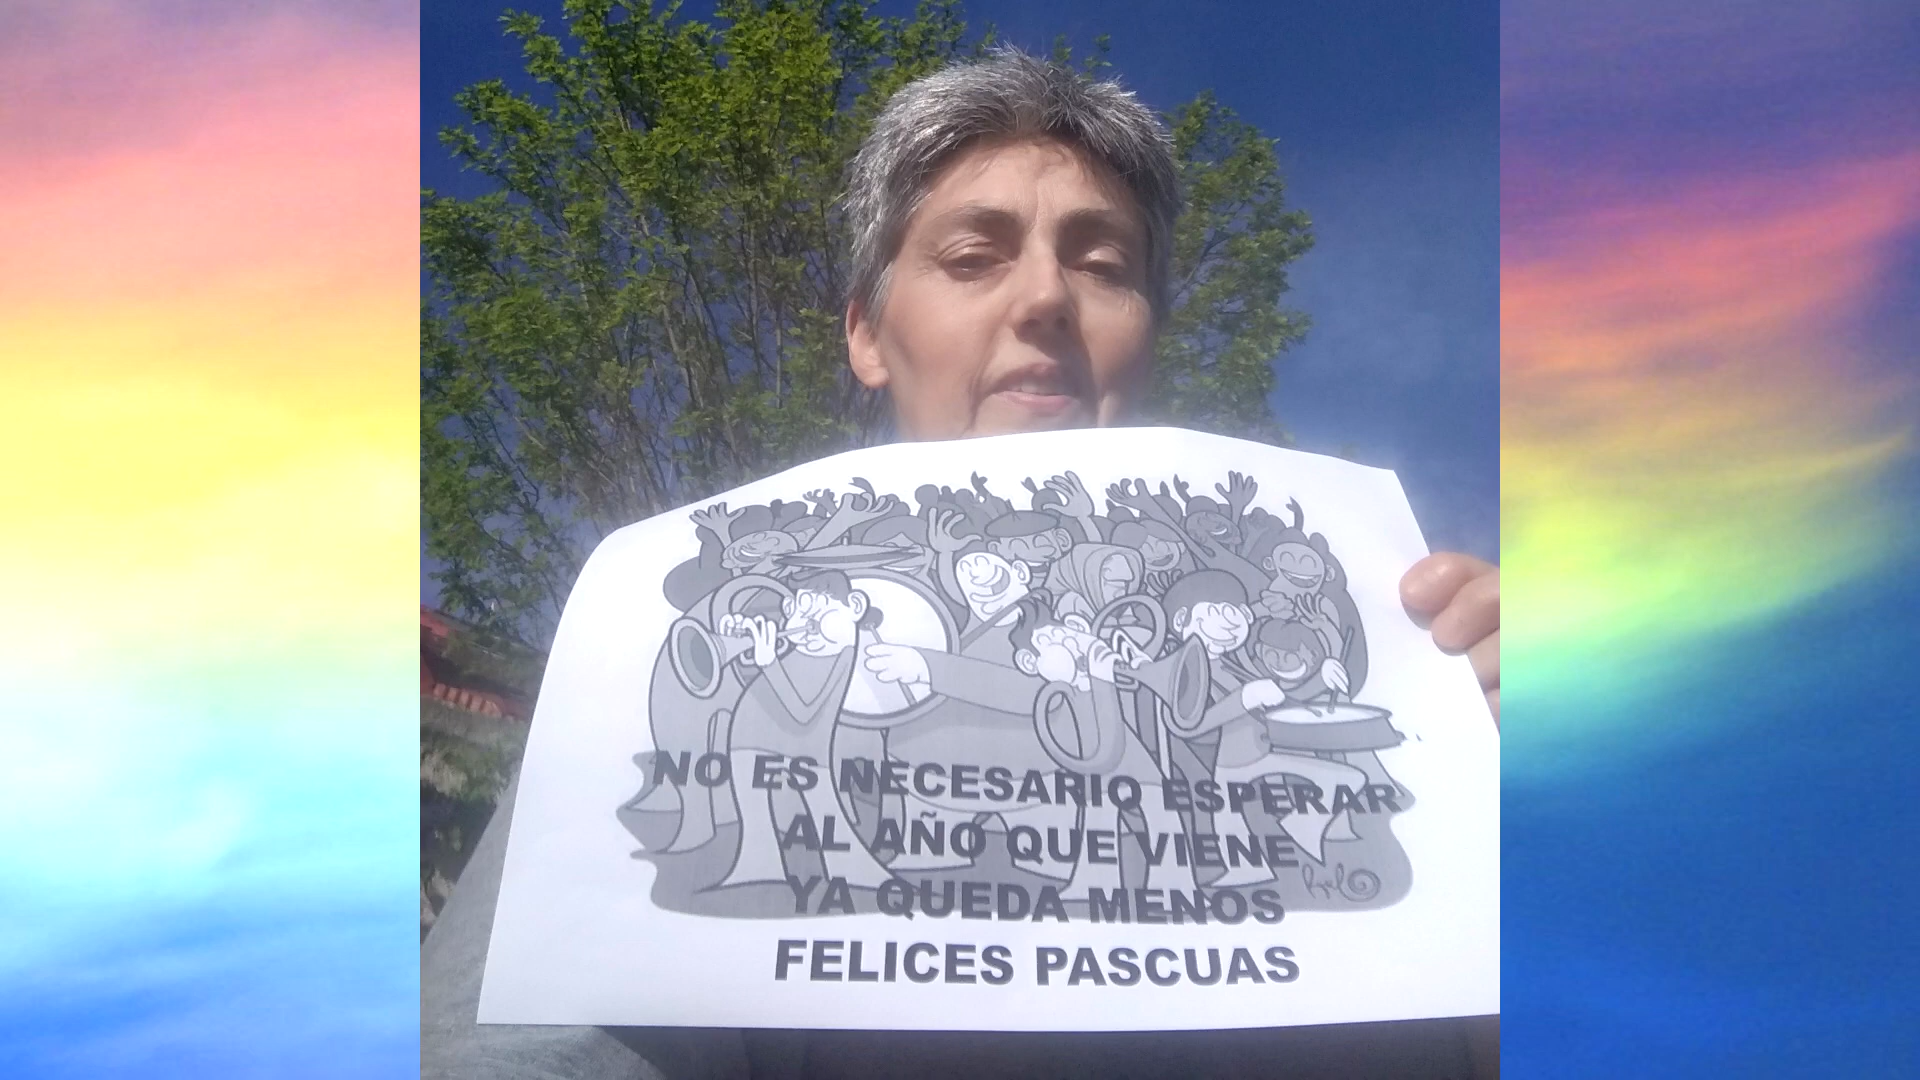 NO ES NECESARIO ESPERAR
AL AÑO QUE VIENE
YA QUEDA MENOS
FELICES PASCUAS